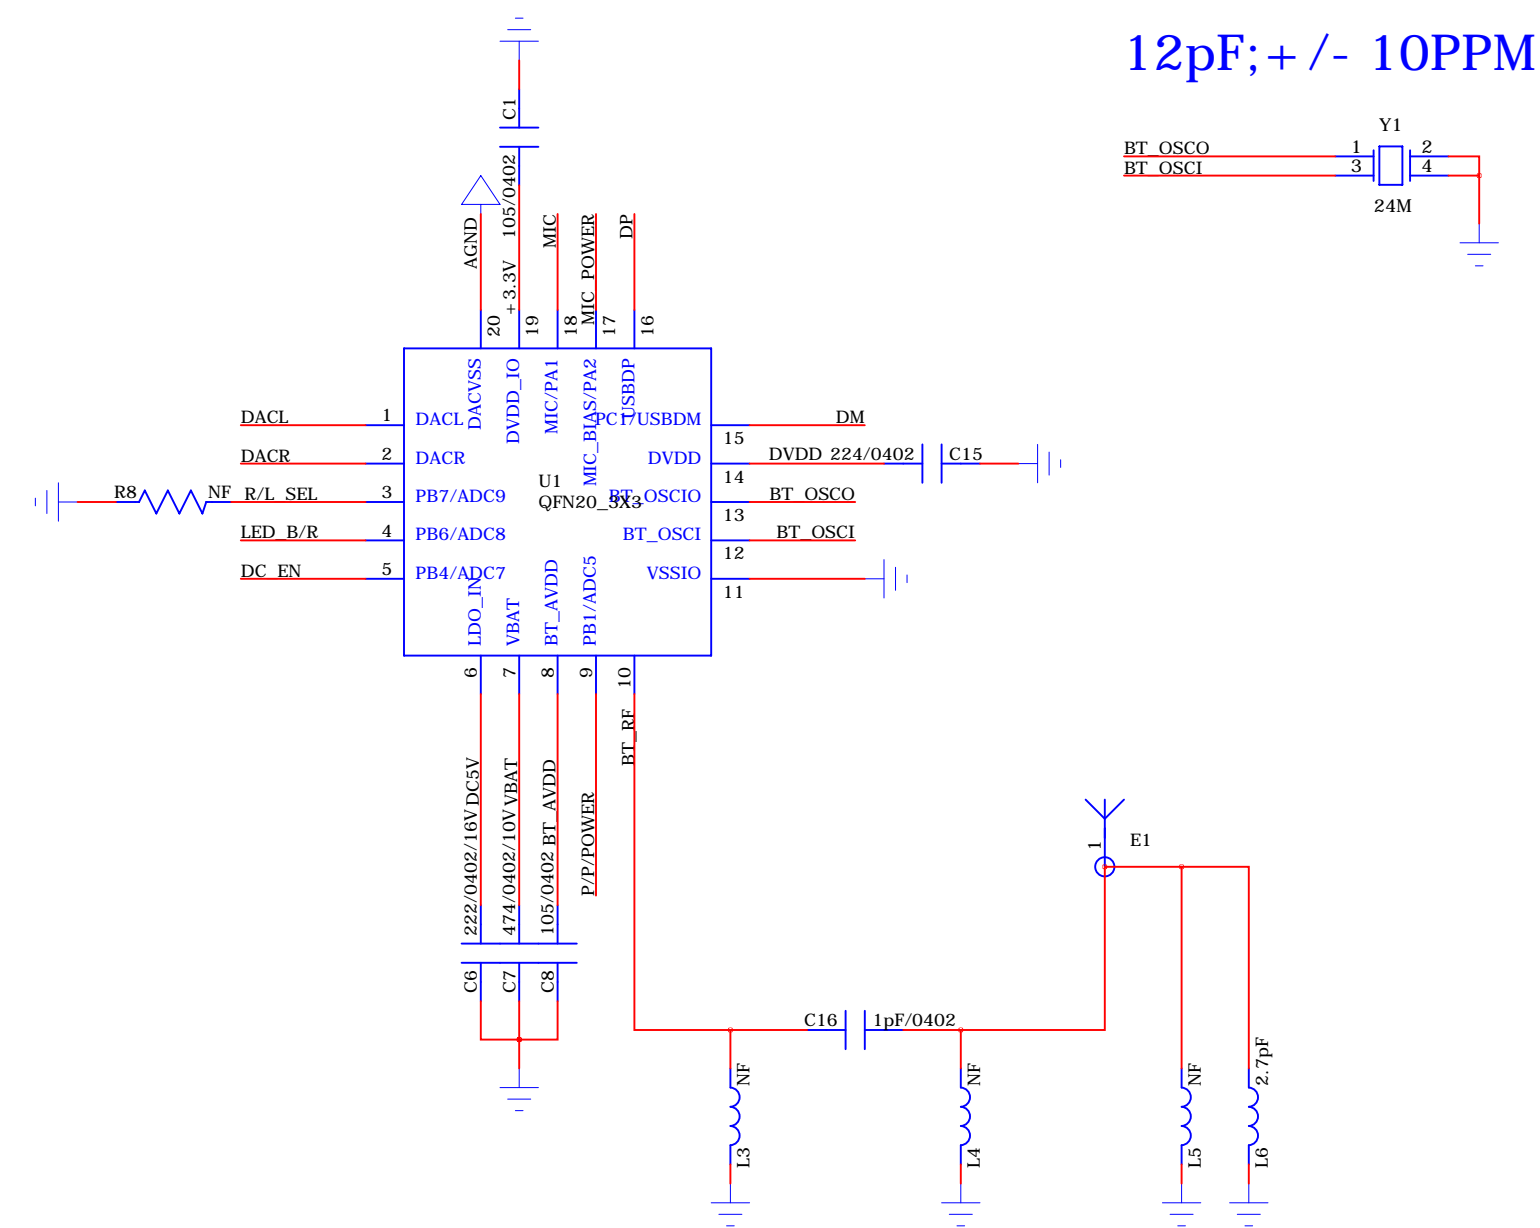 12pF;+/- 10PPM
Y1
BT_OSCO 1 2
BT_OSCI 3 4
24M
C1
105/0402
+3.3V
AGND
MIC
MIC_POWER
DP
20
19
18
17
16
DACVSS
DVDD_IO
MIC/PA1
MIC_BIAS/PA2
USBDP
DACL 1 DACL
DACR 2 DACR
R8 NF R/L_SEL 3 PB7/ADC9
LED_B/R 4 PB6/ADC8
DC_EN 5 PB4/ADC7
U1
QFN20_3X3
PC1/USBDM 15 DM
DVDD 14 DVDD 224/0402 C15
BT_OSCIO 13 BT_OSCO
BT_OSCI 12 BT_OSCI
VSSIO 11
LDO_IN
VBAT
BT_AVDD
PB1/ADC5
6
7
8
9
10
222/0402/16V DC5V
474/0402/10V VBAT
105/0402 BT_AVDD
P/P/POWER
BT_RF
C6
C7
C8
1
E1
C16 1pF/0402
NF
L3
NF
L4
NF
L5
2.7pF
L6